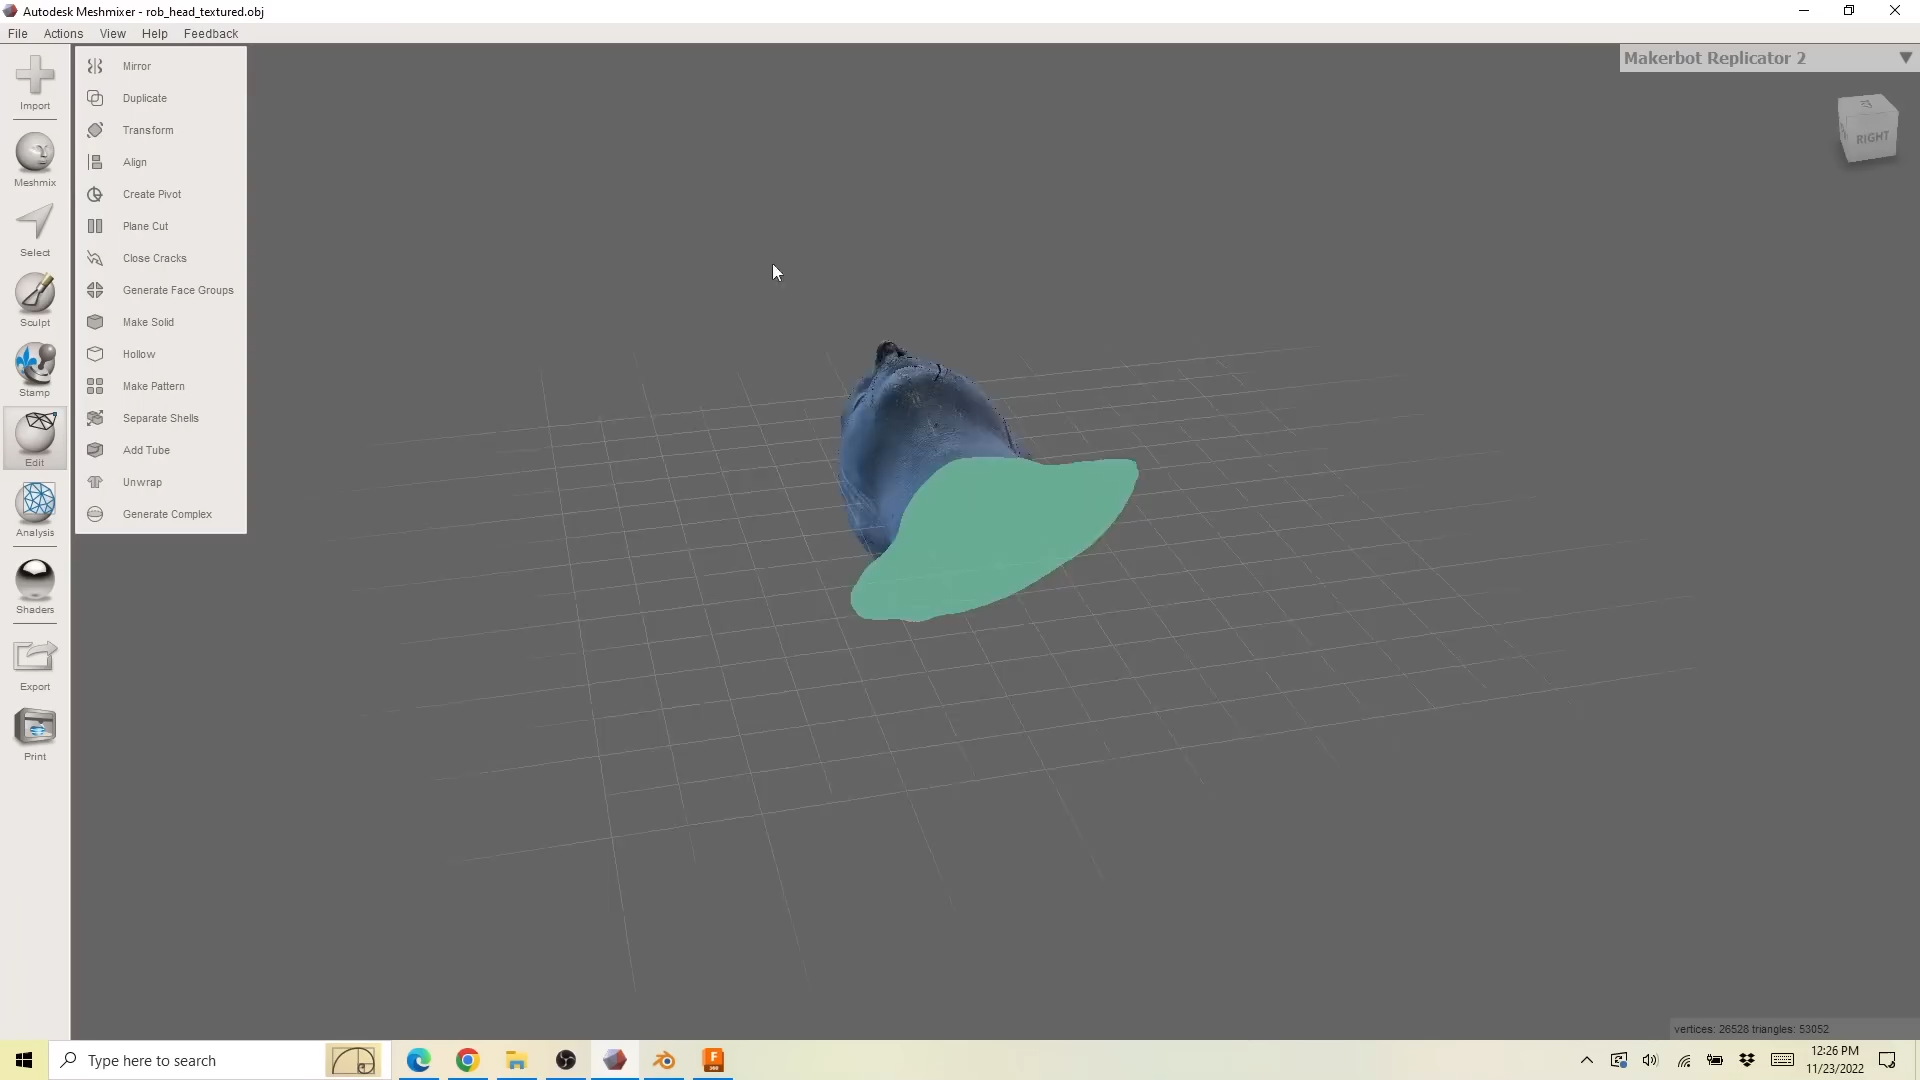 Autodesk Meshmixer - rob_head_textured.obj
File Actions View Help Feedback
Import
Meshmix
Select
Sculpt
Stamp
Edit
Analysis
Shaders
Export
Print
Mirror
Duplicate
Transform
Align
Create Pivot
Plane Cut
Close Cracks
Generate Face Groups
Make Solid
Hollow
Make Pattern
Separate Shells
Add Tube
Unwrap
Generate Complex
Makerbot Replicator 2
RIGHT
vertices: 26528 triangles: 53052
Type here to search
F
360
12:26 PM
11/23/2022